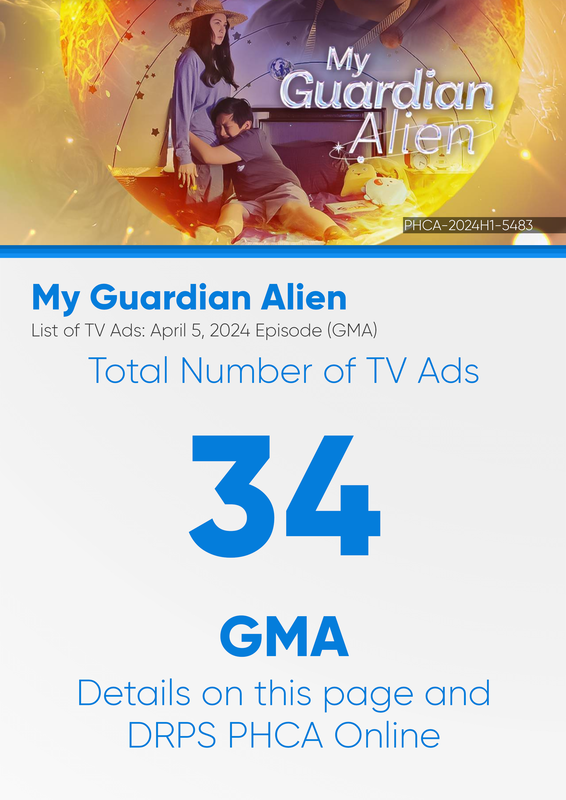 My
Guardian
Alien
PHCA-2024H1-5483
My Guardian Alien
List of TV Ads: April 5, 2024 Episode (GMA)
Total Number of TV Ads
34
GMA
Details on this page and
DRPS PHCA Online